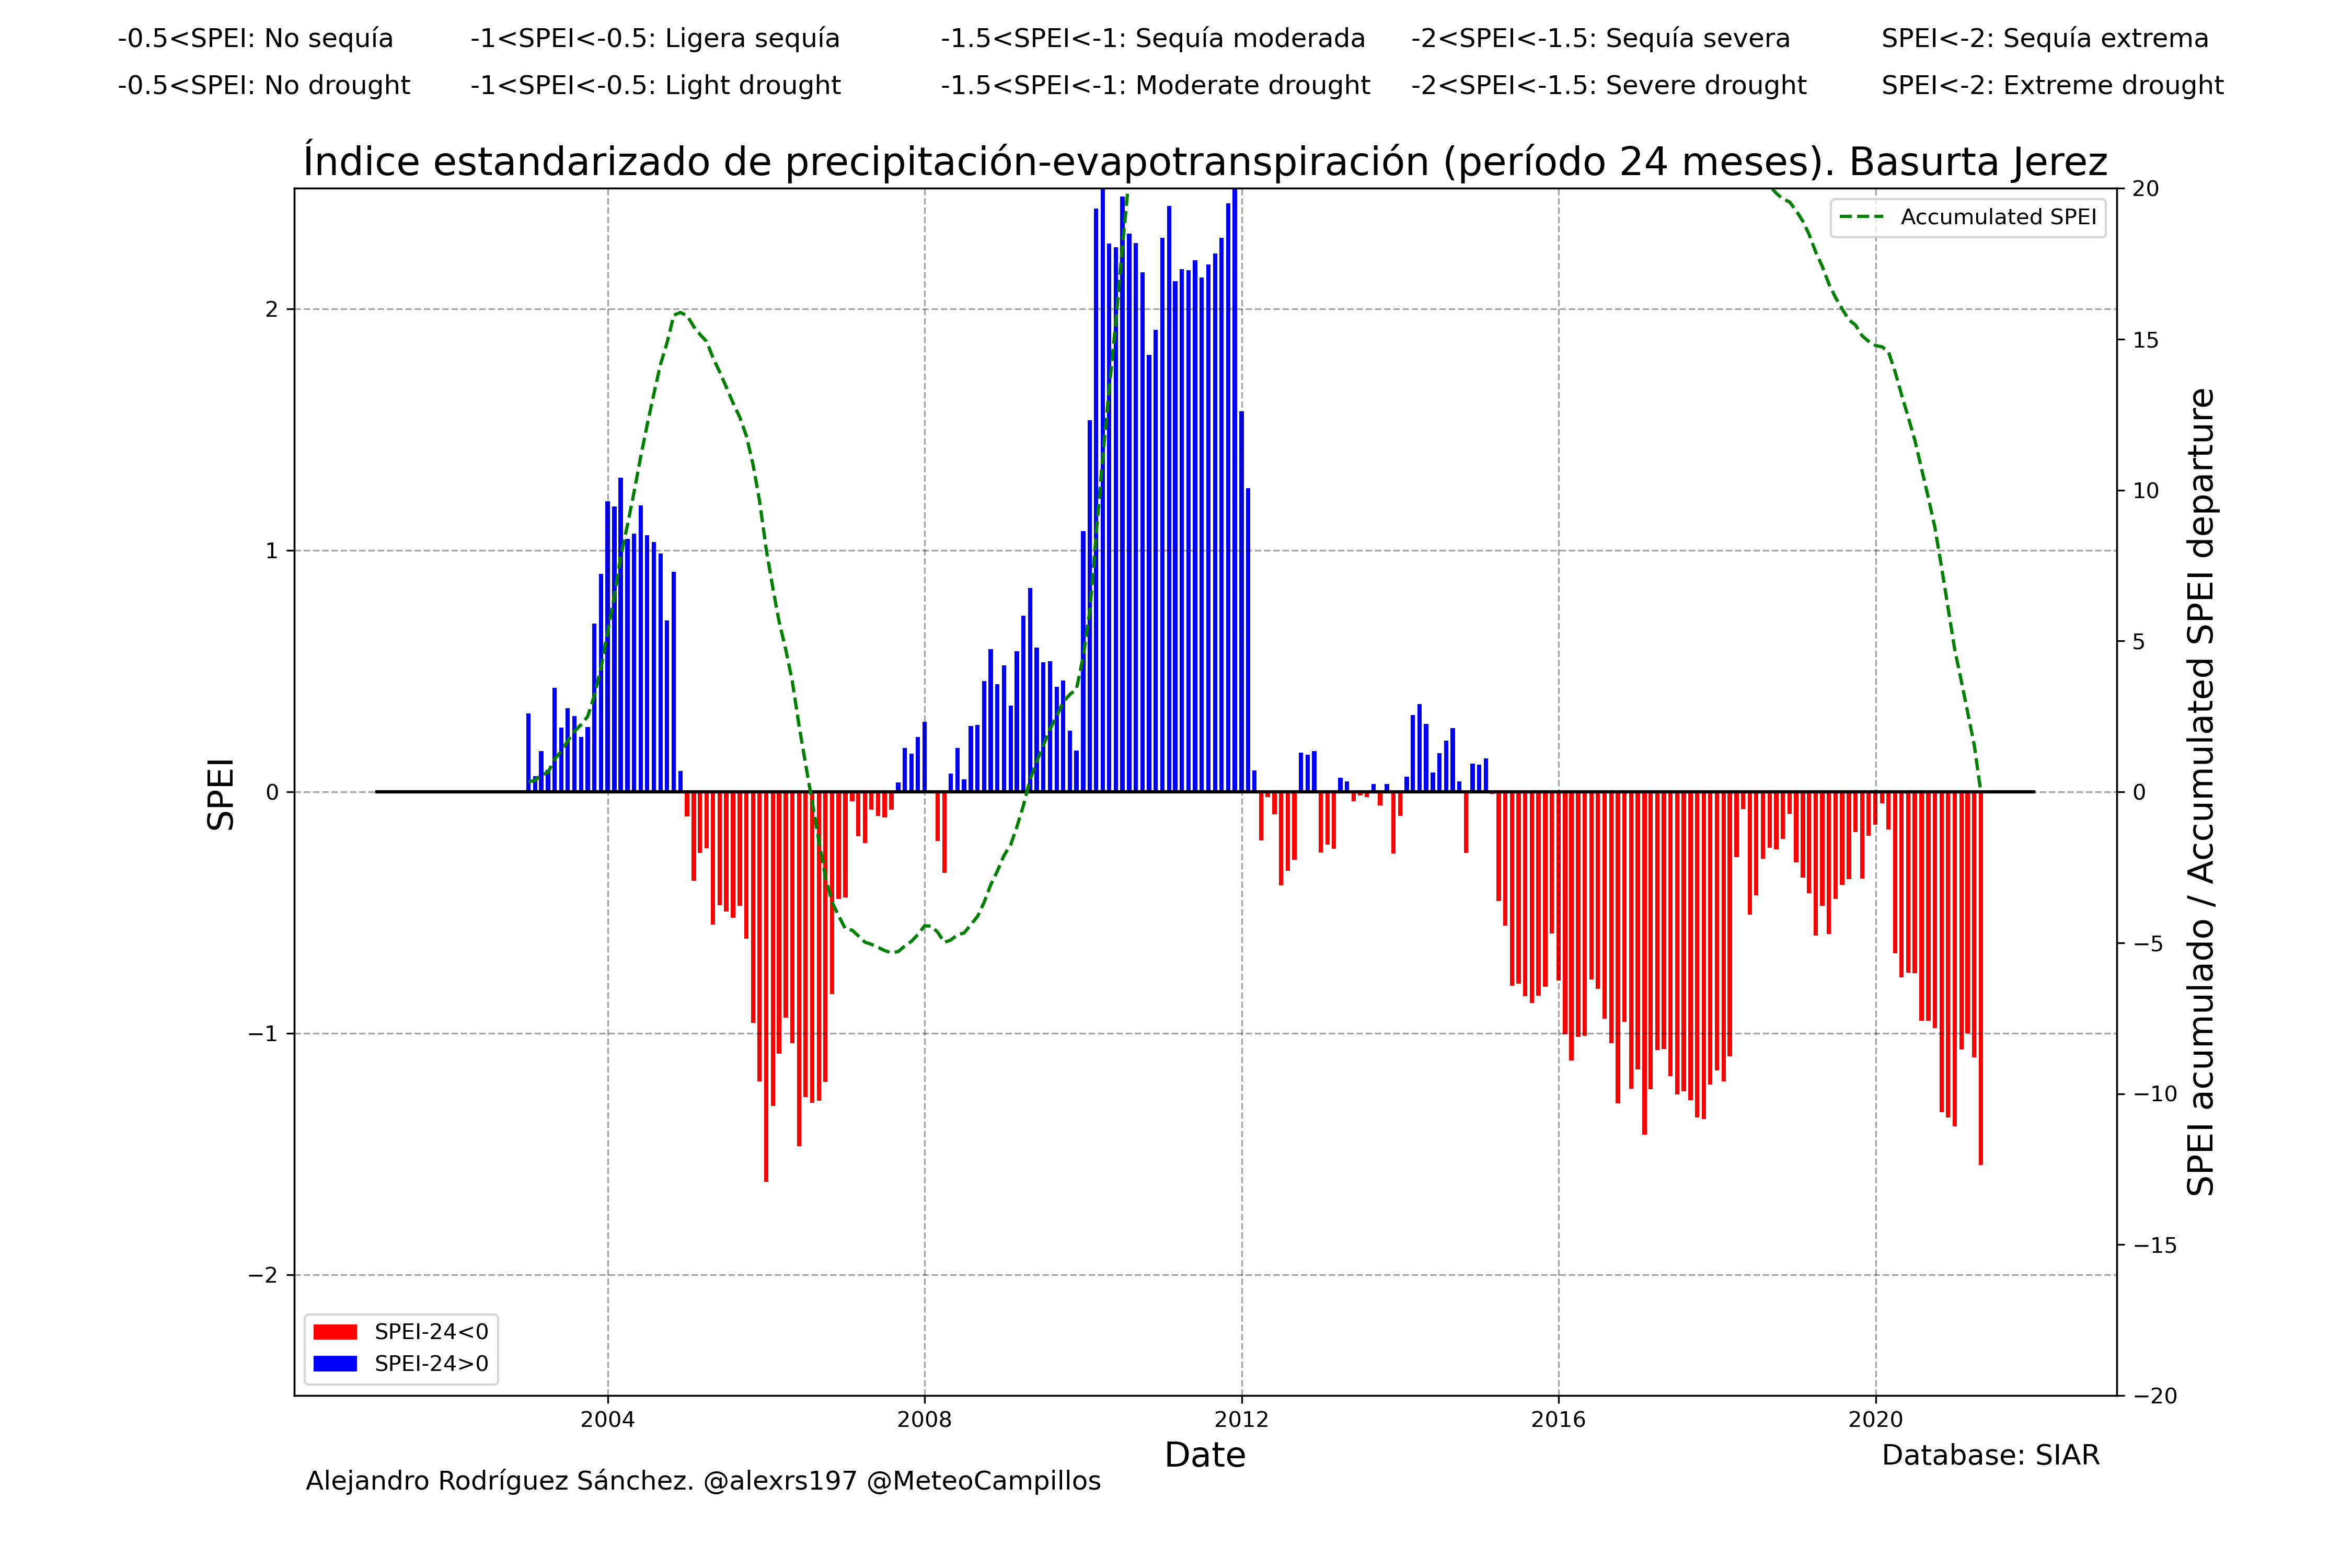 -0.5<SPEI: No sequía -1<SPEI<-0.5: Ligera sequía -1.5<SPEI<-1: Sequía moderada -2<SPEI<-1.5: Sequía severa SPEI<-2: Sequía extrema
-0.5<SPEI: No drought -1<SPEI<-0.5: Light drought -1.5<SPEI<-1: Moderate drought -2<SPEI<-1.5: Severe drought SPEI<-2: Extreme drought
Índice estandarizado de precipitación-evapotranspiración (período 24 meses). Basurta Jerez
Accumulated SPEI
SPEI
2
1
0
−1
−2
20
15
10
5
0
−5
−10
−15
−20
SPEI acumulado / Accumulated SPEI departure
SPEI-24<0
SPEI-24>0
2004 2008 2012 2016 2020
Date
Database: SIAR
Alejandro Rodríguez Sánchez. @alexrs197 @MeteoCampillos